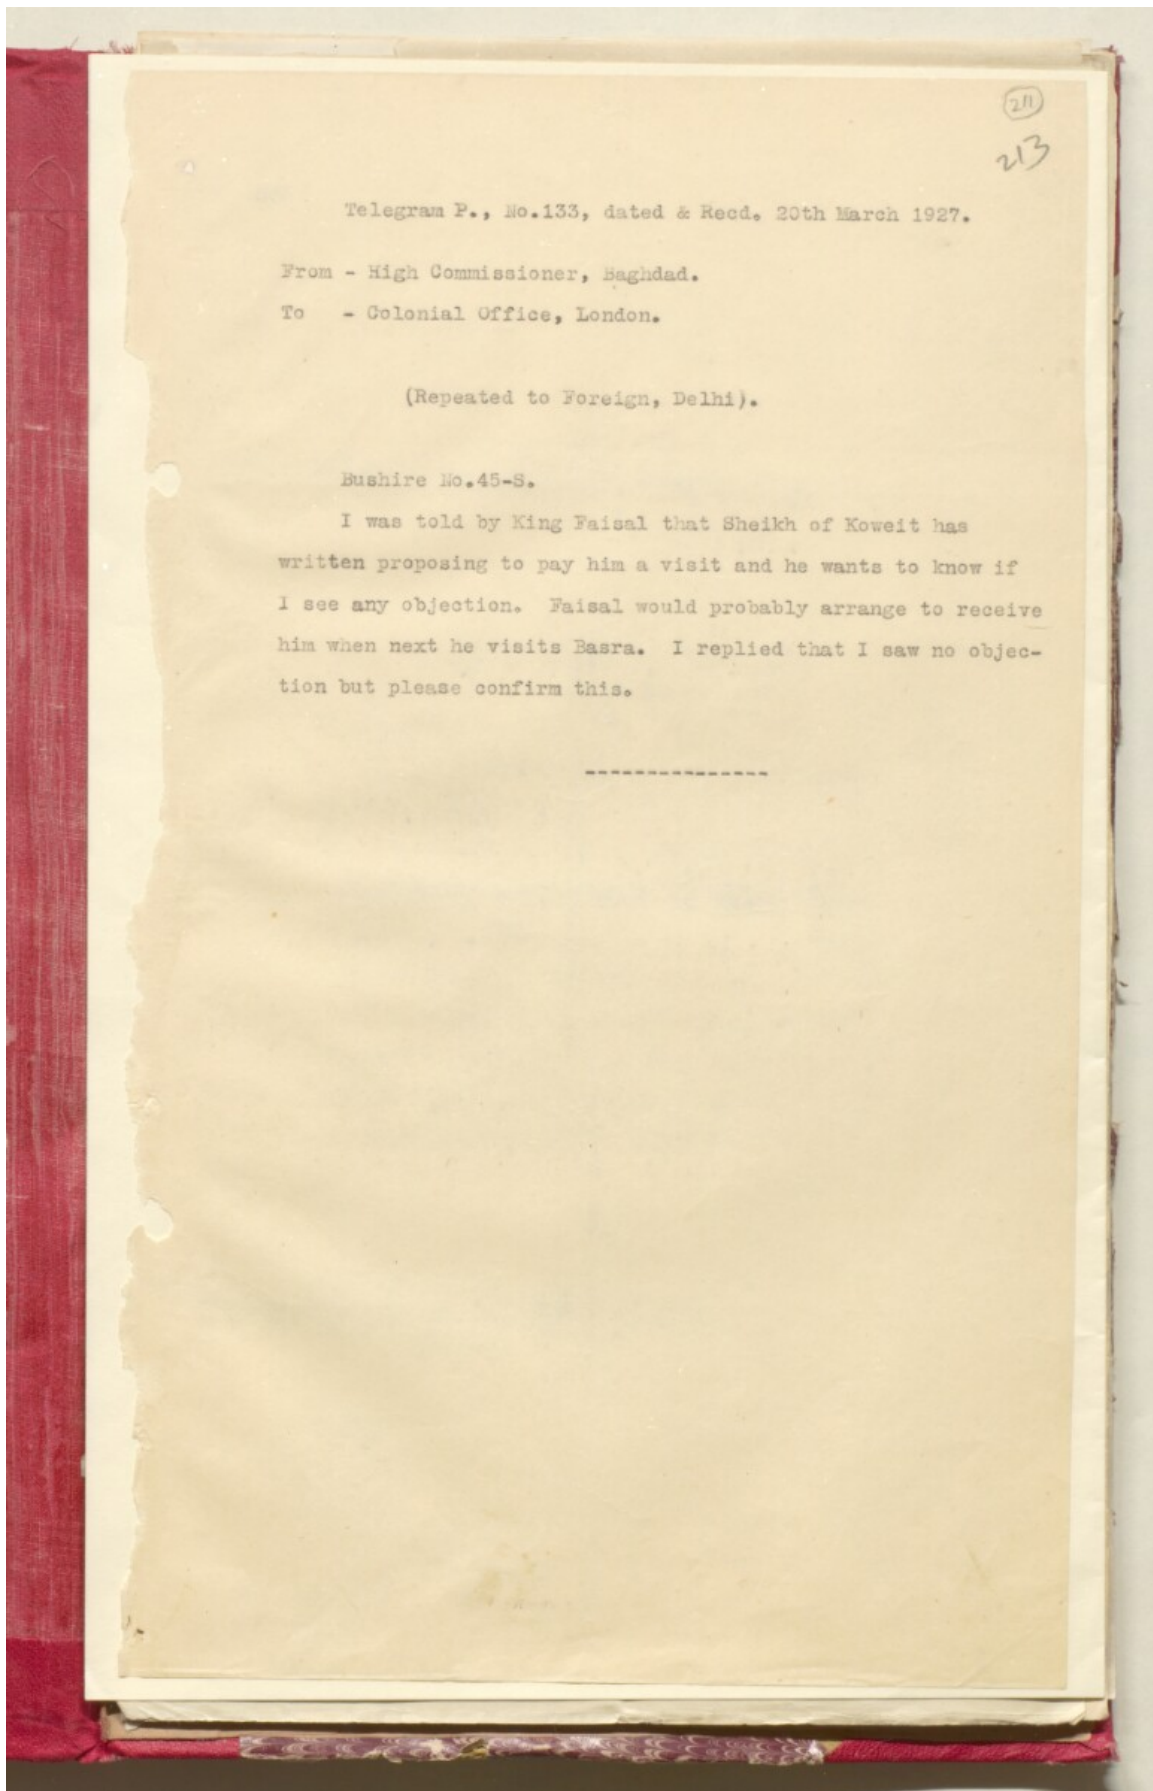 211
213
Telegram P., No.133, dated & Recd. 20th March 1927.
From - High Commissioner, Baghdad.
To - Colonial Office, London.
(Repeated to Foreign, Delhi).
Bushire No.45-S.
I was told by King Faisal that Sheikh of Koweit has
written proposing to pay him a visit and he wants to know if
I see any objection. Faisal would probably arrange to receive
him when next he visits Basra. I replied that I saw no objec-
tion but please confirm this.
---------------